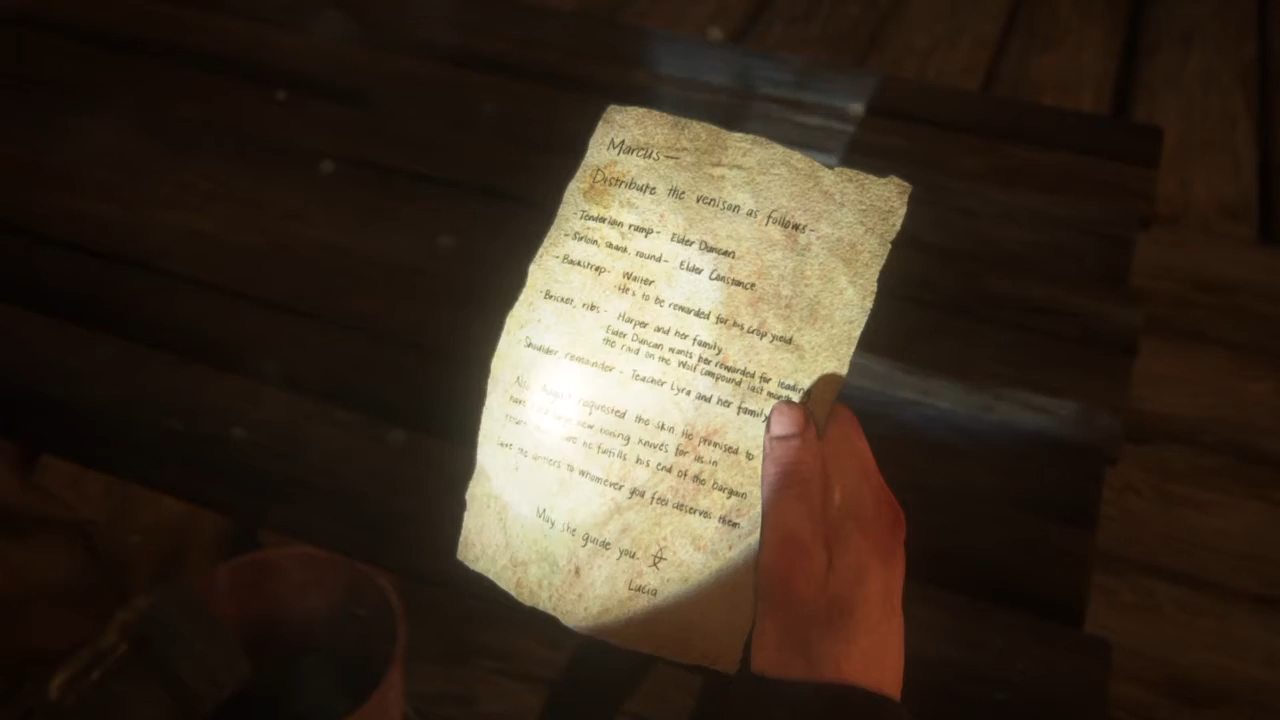 Marcus—
Distribute the venison as follows-
- Tenderloin rump - Elder Duncan
- Sirloin, shank, round - Elder Constance
- Backstrap - Walter
He's to be rewarded for his crop yield.
- Brisket, ribs - Harper and her family
Elder Duncan wants her rewarded for leading
the raid on the Wolf compound last month
Shoulder, remainder - Teacher Lyra and her family
requested the skin. He promised to
new boning knives for us in
he fulfills his end of the bargain
the antlers to whomever you feel deserves them.
May she guide you.
Lucia